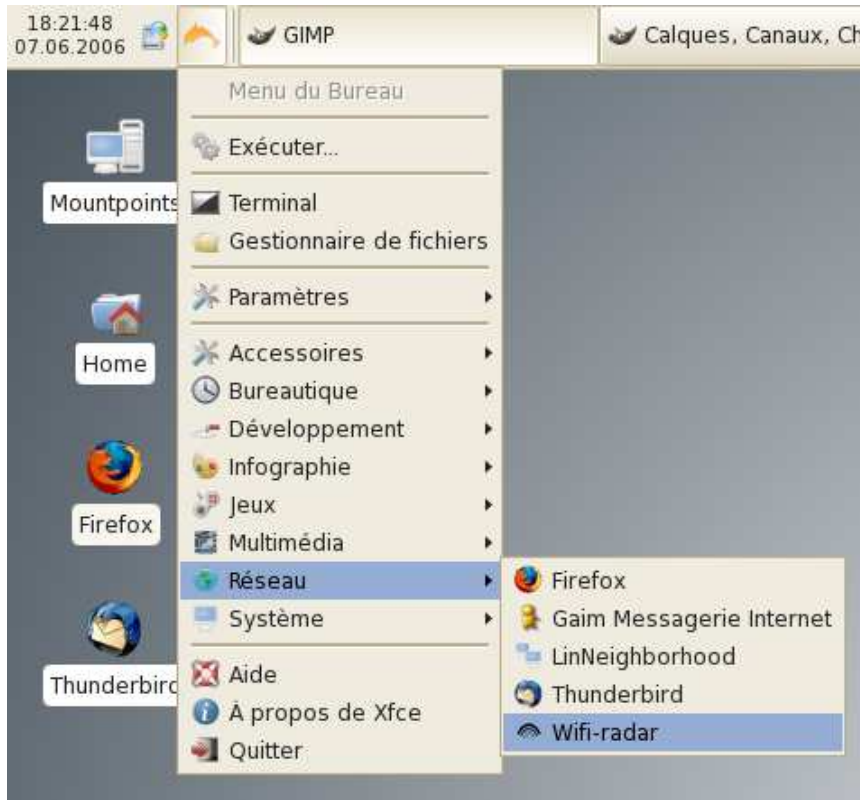 18:21:48
07.06.2006
GIMP
Calques, Canaux, Ch
Menu du Bureau
Exécuter...
Mountpoints
Terminal
Gestionnaire de fichiers
Paramètres
Home
Accessoires
Bureautique
Développement
Infographie
Firefox
Jeux
Multimédia
Réseau
Firefox
Système
Gaim Messagerie Internet
LinNeighborhood
Thunderbird
Aide
Thunderbird
À propos de Xfce
Wifi-radar
Quitter